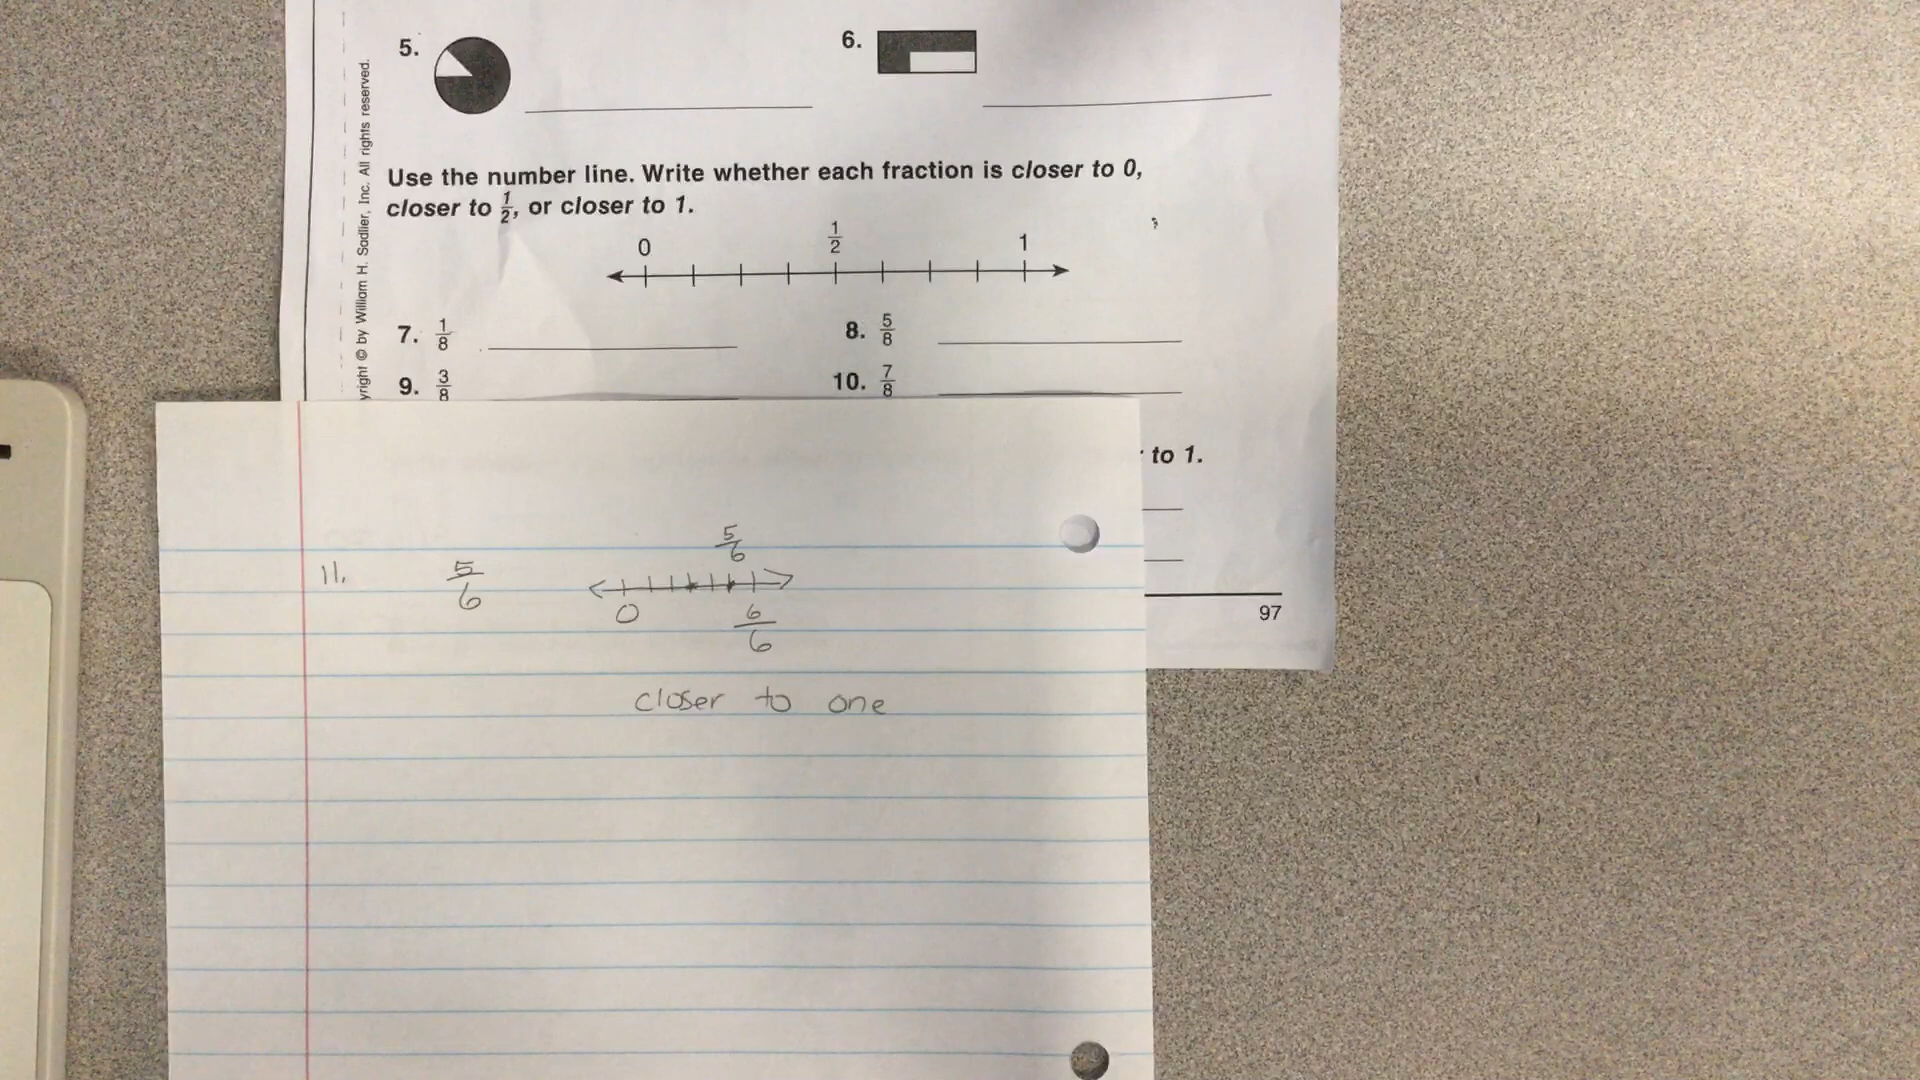 5.
6.
yright © by William H. Sadlier, Inc. All rights reserved.
Use the number line. Write whether each fraction is closer to 0,
closer to 1/2, or closer to 1.
0 1/2 1
7. 1/8
8. 5/8
9. 3/8
10. 7/8
to 1.
97
11. 5/6
5/6
0 6/6
closer to one